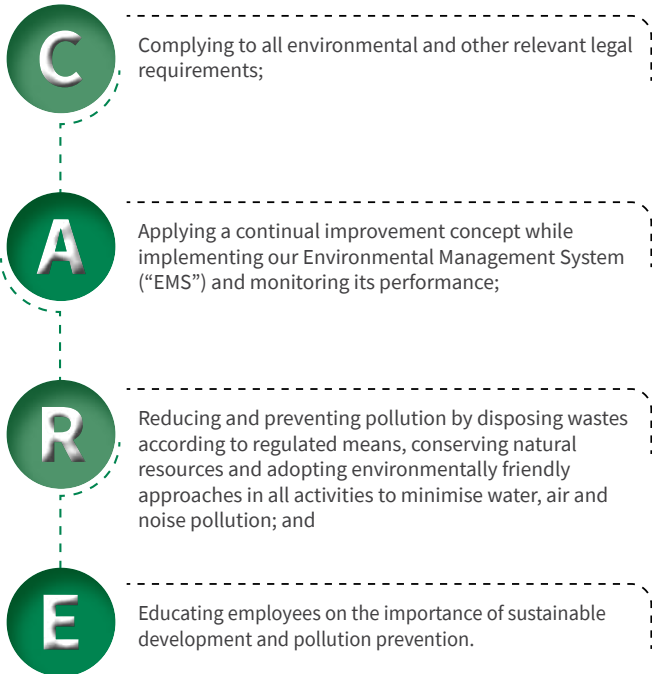 C
Complying to all environmental and other relevant legal
requirements;
A
Applying a continual improvement concept while
implementing our Environmental Management System
(“EMS”) and monitoring its performance;
R
Reducing and preventing pollution by disposing wastes
according to regulated means, conserving natural
resources and adopting environmentally friendly
approaches in all activities to minimise water, air and
noise pollution; and
E
Educating employees on the importance of sustainable
development and pollution prevention.